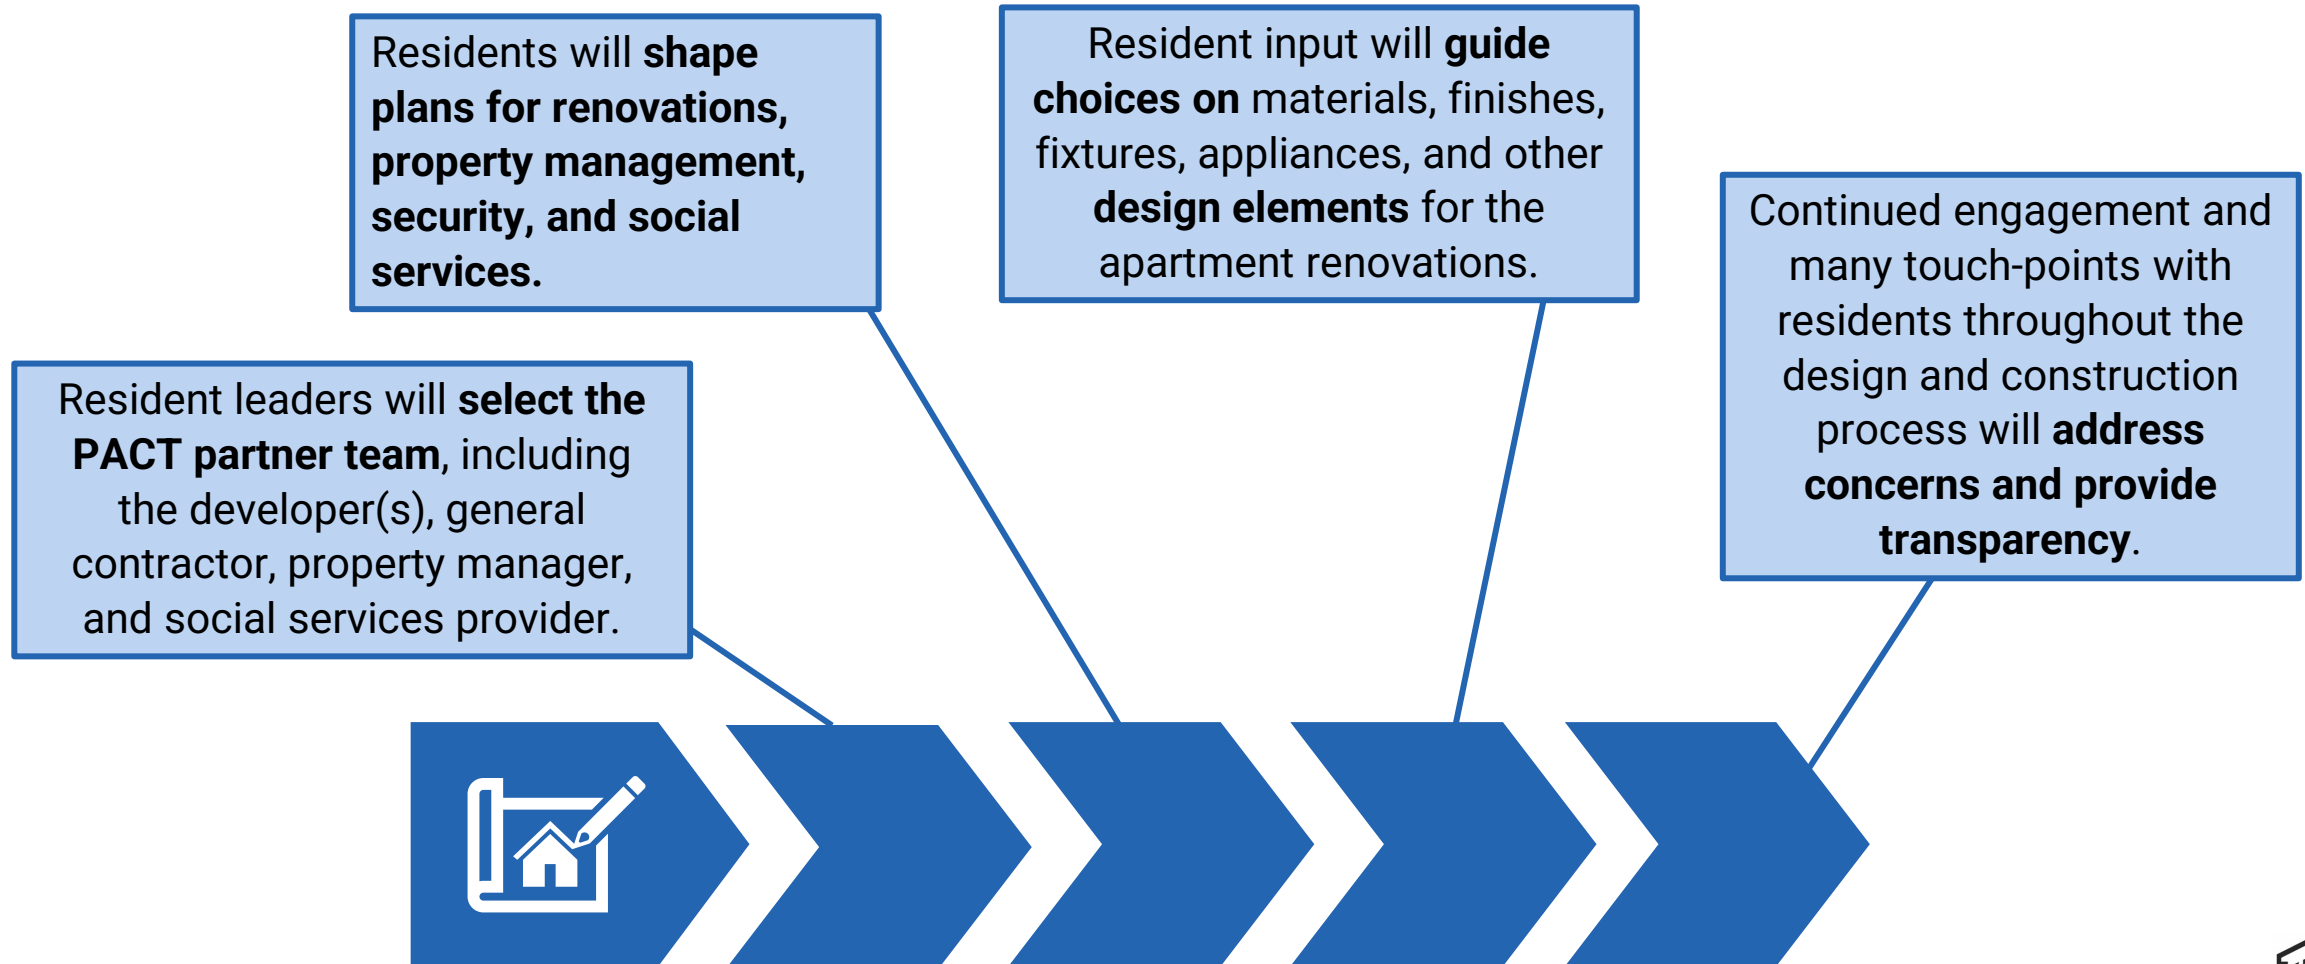 Residents will shape
plans for renovations,
property management,
security, and social
services.
Resident input will guide
choices on materials, finishes,
fixtures, appliances, and other
design elements for the
apartment renovations.
Continued engagement and
many touch-points with
residents throughout the
design and construction
process will address
concerns and provide
transparency.
Resident leaders will select the
PACT partner team, including
the developer(s), general
contractor, property manager,
and social services provider.